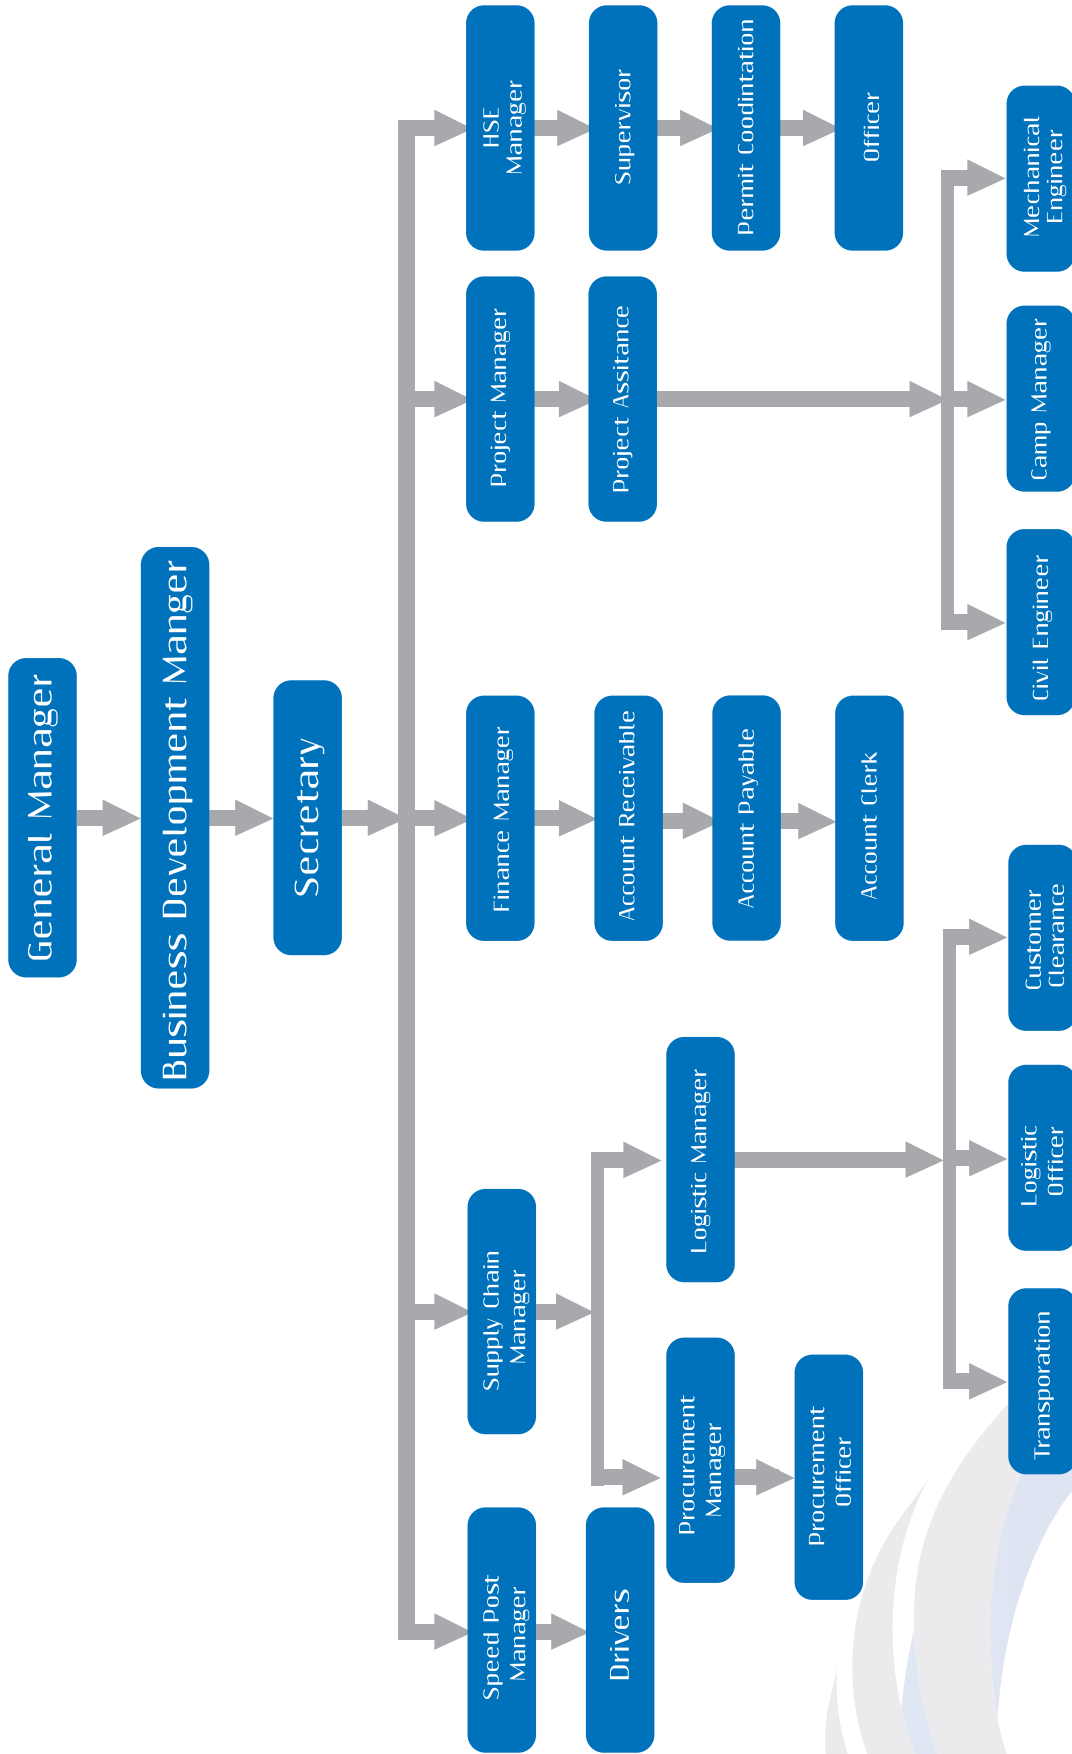 General Manager
Business Development Manger
Secretary
Speed Post
Manager
Supply Chain
Manager
Finance Manager
Project Manager
HSE
Manager
Drivers
Account Receivable
Project Assitance
Supervisor
Procurement
Manager
Logistic Manager
Account Payable
Permit Coodintation
Procurement
Officer
Account Clerk
Officer
Transporation
Logistic
Officer
Customer
Clearance
Civil Engineer
Camp Manager
Mechanical
Engineer